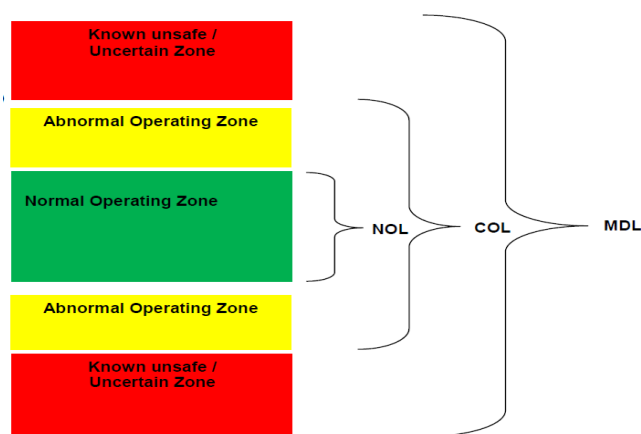 Known unsafe /
Uncertain Zone
Abnormal Operating Zone
Normal Operating Zone
NOL
COL
MDL
Abnormal Operating Zone
Known unsafe /
Uncertain Zone